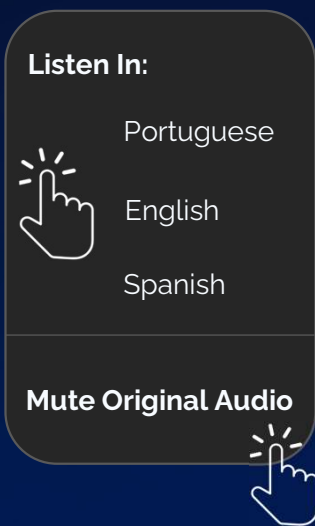 Listen In:
Portuguese
English
Spanish
Mute Original Audio